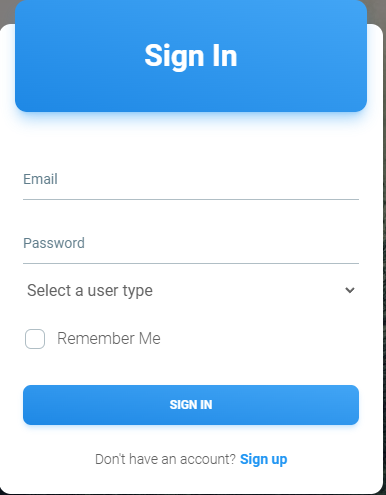 Sign In
Email
Password
Select a user type
Remember Me
SIGN IN
Don't have an account? Sign up